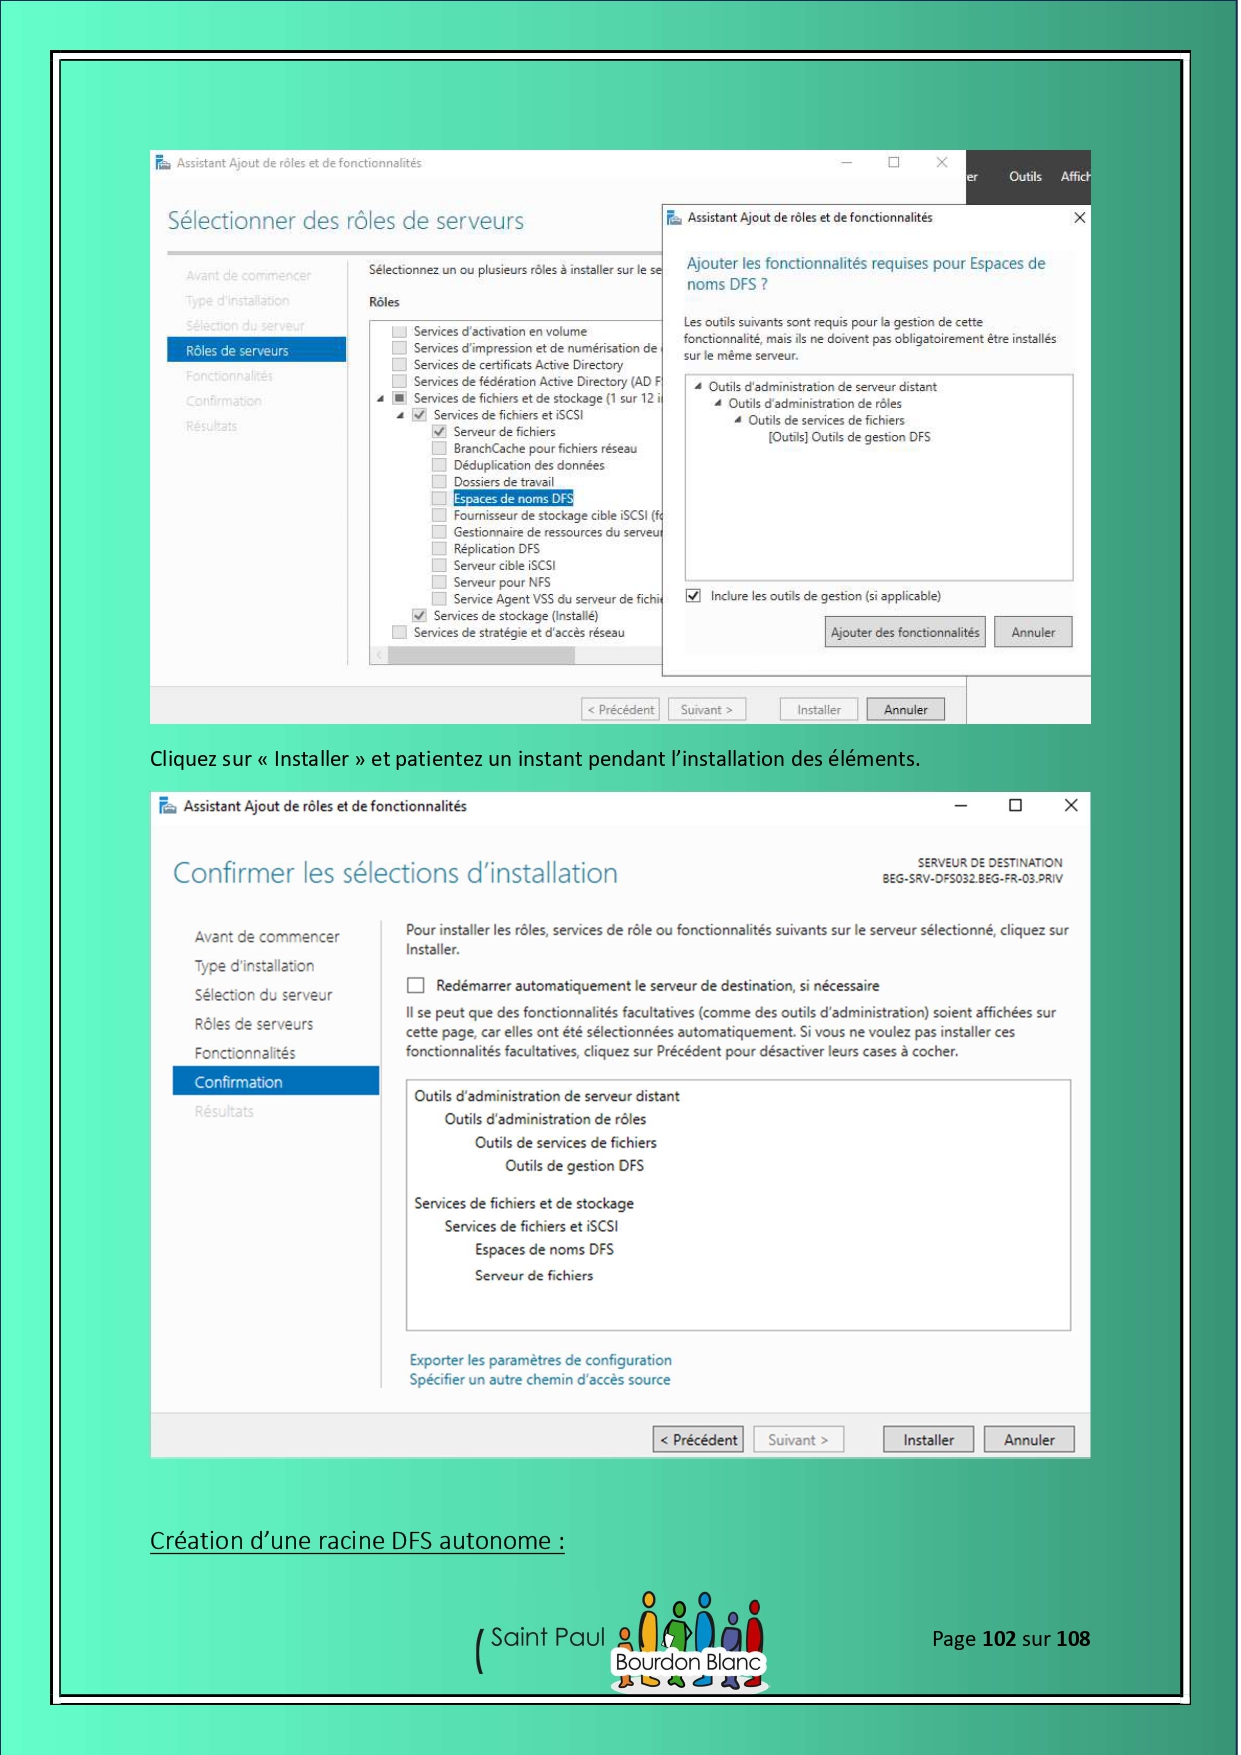 Assistant Ajout de rôles et de fonctionnalités
Outils Affich
Sélectionner des rôles de serveurs
Avant de commencer
Type d'installation
Sélection du serveur
Rôles de serveurs
Fonctionnalités
Confirmation
Résultats
Sélectionnez un ou plusieurs rôles à installer sur le se
Rôles
Services d'activation en volume
Services d'impression et de numérisation de
Services de certificats Active Directory
Services de fédération Active Directory (AD F
Services de fichiers et de stockage (1 sur 12 i
Services de fichiers et iSCSI
Serveur de fichiers
BranchCache pour fichiers réseau
Déduplication des données
Dossiers de travail
Espaces de noms DFS
Fournisseur de stockage cible iSCSI (fo
Gestionnaire de ressources du serveur
Réplication DFS
Serveur cible iSCSI
Serveur pour NFS
Service Agent VSS du serveur de fichie
Services de stockage (Installé)
Services de stratégie et d'accès réseau
< Précédent Suivant > Installer Annuler
Assistant Ajout de rôles et de fonctionnalités
Ajouter les fonctionnalités requises pour Espaces de
noms DFS ?
Les outils suivants sont requis pour la gestion de cette
fonctionnalité, mais ils ne doivent pas obligatoirement être installés
sur le même serveur.
Outils d'administration de serveur distant
Outils d'administration de rôles
Outils de services de fichiers
[Outils] Outils de gestion DFS
Inclure les outils de gestion (si applicable)
Ajouter des fonctionnalités Annuler
Cliquez sur « Installer » et patientez un instant pendant l'installation des éléments.
Assistant Ajout de rôles et de fonctionnalités
Confirmer les sélections d'installation
SERVEUR DE DESTINATION
BEG-SRV-DFS032.BEG-FR-03.PRIV
Avant de commencer
Type d'installation
Sélection du serveur
Rôles de serveurs
Fonctionnalités
Confirmation
Résultats
Pour installer les rôles, services de rôle ou fonctionnalités suivants sur le serveur sélectionné, cliquez sur
Installer.
Redémarrer automatiquement le serveur de destination, si nécessaire
Il se peut que des fonctionnalités facultatives (comme des outils d'administration) soient affichées sur
cette page, car elles ont été sélectionnées automatiquement. Si vous ne voulez pas installer ces
fonctionnalités facultatives, cliquez sur Précédent pour désactiver leurs cases à cocher.
Outils d'administration de serveur distant
Outils d'administration de rôles
Outils de services de fichiers
Outils de gestion DFS
Services de fichiers et de stockage
Services de fichiers et iSCSI
Espaces de noms DFS
Serveur de fichiers
Exporter les paramètres de configuration
Spécifier un autre chemin d'accès source
< Précédent Suivant > Installer Annuler
Création d'une racine DFS autonome :
Saint Paul
Bourdon Blanc
Page 102 sur 108